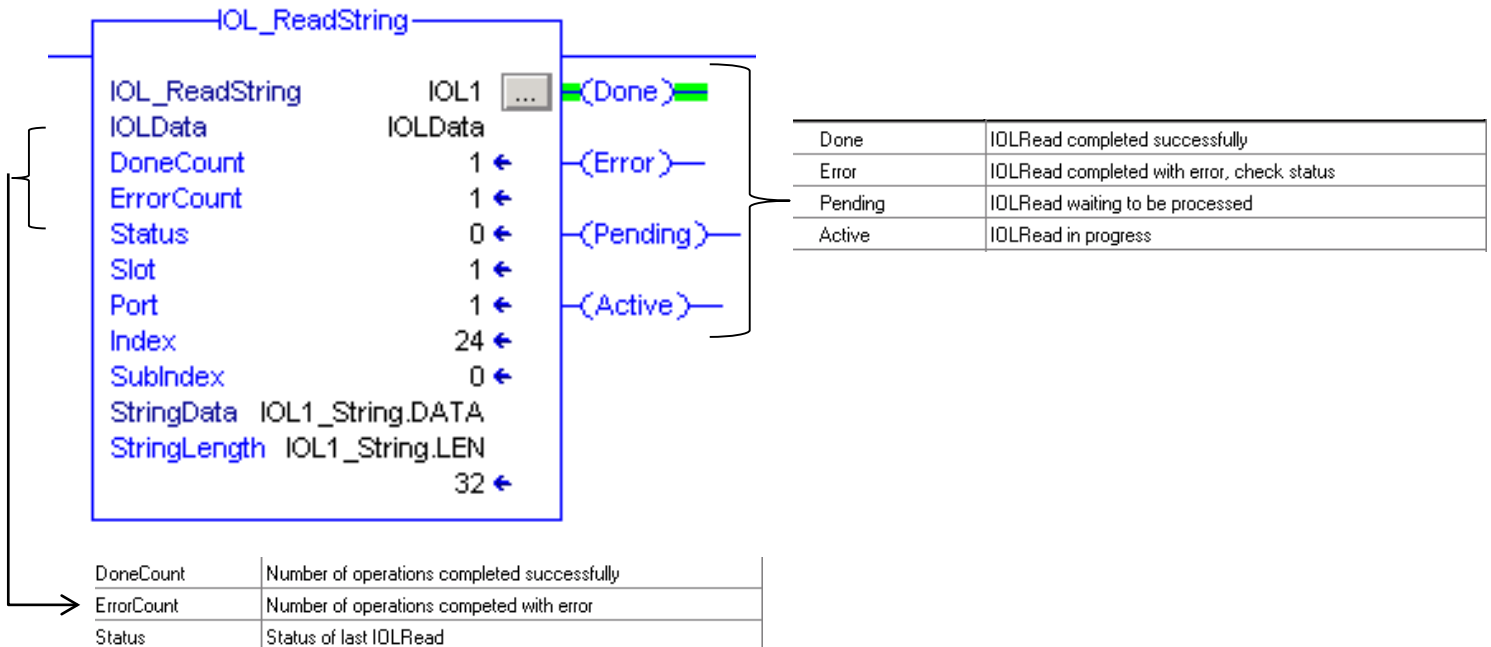 IOL_ReadString
IOL_ReadString IOL1 ... (Done)
IOLData IOLData
DoneCount 1 (Error)
ErrorCount 1
Status 0 (Pending)
Slot 1
Port 1 (Active)
Index 24
SubIndex 0
StringData IOL1_String.DATA
StringLength IOL1_String.LEN
32
Done IOLRead completed successfully
Error IOLRead completed with error, check status
Pending IOLRead waiting to be processed
Active IOLRead in progress
DoneCount Number of operations completed successfully
ErrorCount Number of operations competed with error
Status Status of last IOLRead